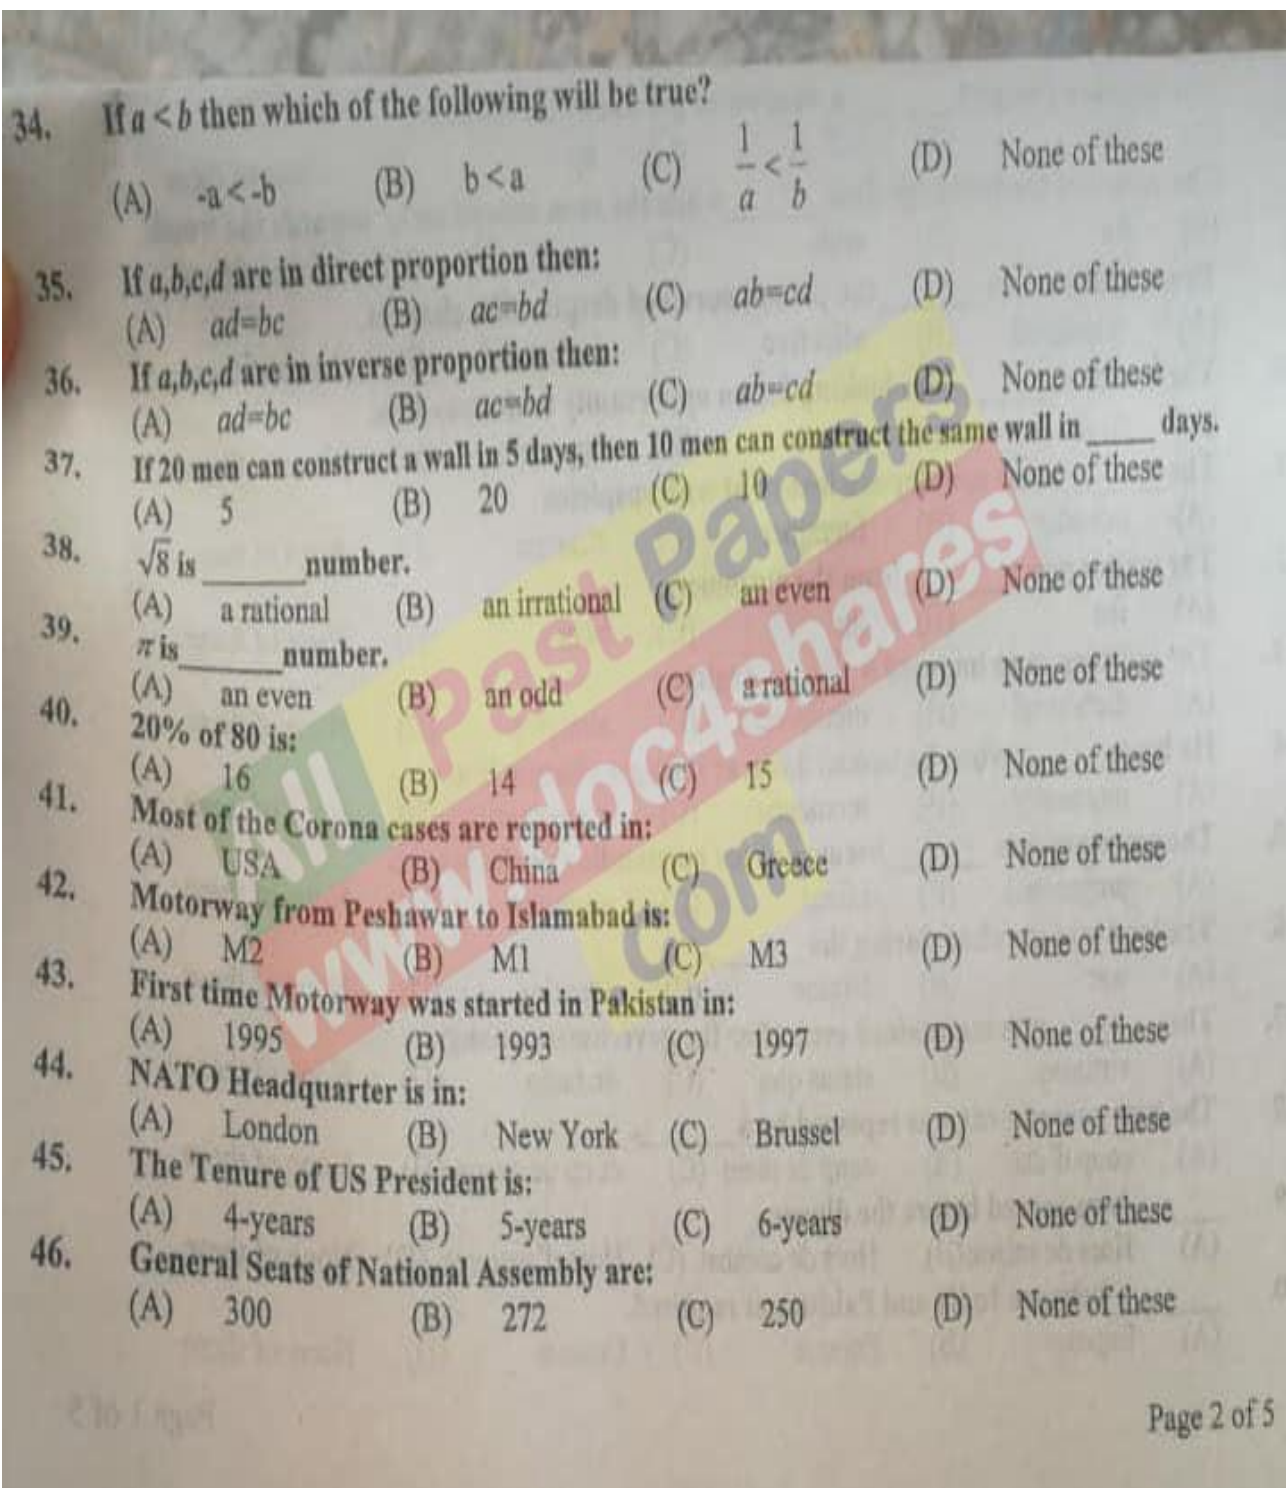 34. If a < b then which of the following will be true?
(A) -a < -b (B) b < a (C) 1/a < 1/b (D) None of these
35. If a,b,c,d are in direct proportion then:
(A) ad=bc (B) ac=bd (C) ab=cd (D) None of these
36. If a,b,c,d are in inverse proportion then:
(A) ad=bc (B) ac=bd (C) ab=cd (D) None of these
37. If 20 men can construct a wall in 5 days, then 10 men can construct the same wall in _____ days.
(A) 5 (B) 20 (C) 10 (D) None of these
38. √8 is _______ number.
(A) a rational (B) an irrational (C) an even (D) None of these
39. π is _______ number.
(A) an even (B) an odd (C) a rational (D) None of these
40. 20% of 80 is:
(A) 16 (B) 14 (C) 15 (D) None of these
41. Most of the Corona cases are reported in:
(A) USA (B) China (C) Greece (D) None of these
42. Motorway from Peshawar to Islamabad is:
(A) M2 (B) M1 (C) M3 (D) None of these
43. First time Motorway was started in Pakistan in:
(A) 1995 (B) 1993 (C) 1997 (D) None of these
44. NATO Headquarter is in:
(A) London (B) New York (C) Brussel (D) None of these
45. The Tenure of US President is:
(A) 4-years (B) 5-years (C) 6-years (D) None of these
46. General Seats of National Assembly are:
(A) 300 (B) 272 (C) 250 (D) None of these
Page 2 of 5
All Past Papers
www.doc4shares
com